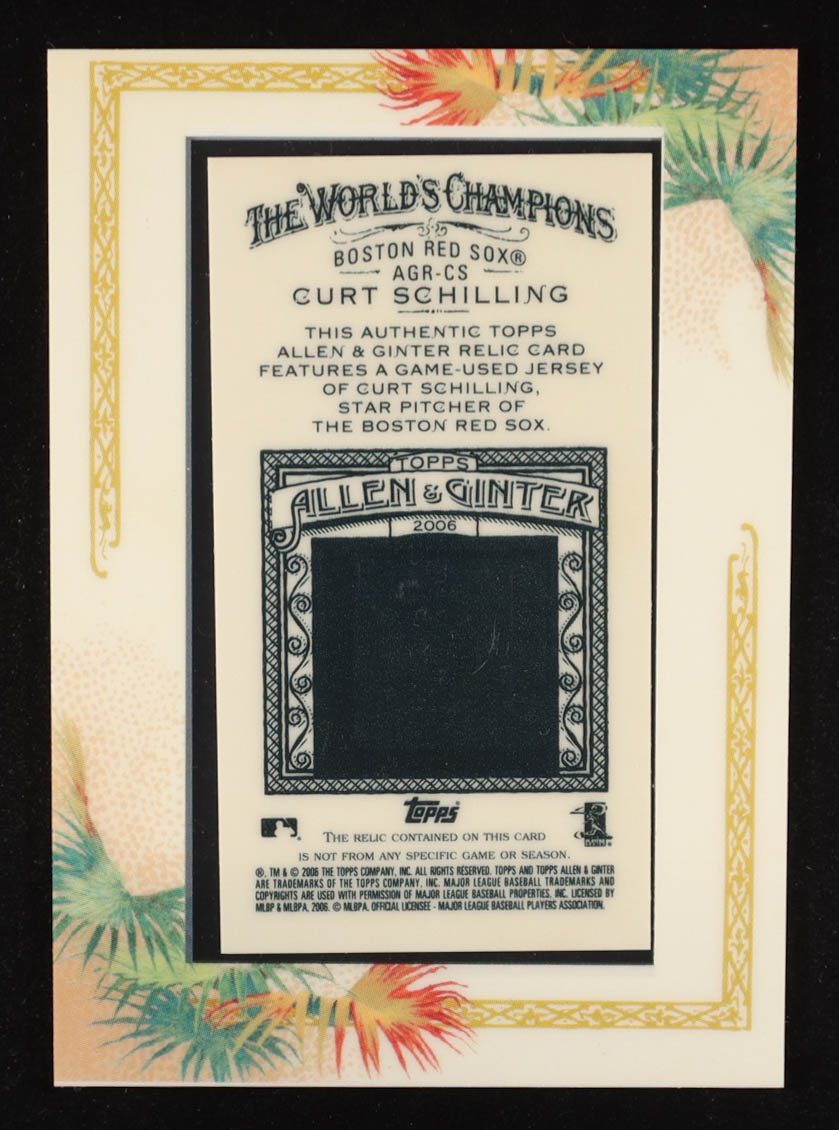 THE WORLD'S CHAMPIONS
BOSTON RED SOX®
AGR-CS
CURT SCHILLING
THIS AUTHENTIC TOPPS
ALLEN & GINTER RELIC CARD
FEATURES A GAME-USED JERSEY
OF CURT SCHILLING,
STAR PITCHER OF
THE BOSTON RED SOX.
TOPPS
ALLEN & GINTER
2006
Topps®
THE RELIC CONTAINED ON THIS CARD
IS NOT FROM ANY SPECIFIC GAME OR SEASON.
®, TM & © 2006 THE TOPPS COMPANY, INC. ALL RIGHTS RESERVED. TOPPS AND TOPPS ALLEN & GINTER
ARE TRADEMARKS OF THE TOPPS COMPANY, INC. MAJOR LEAGUE BASEBALL TRADEMARKS AND
COPYRIGHTS ARE USED WITH PERMISSION OF MAJOR LEAGUE BASEBALL PROPERTIES, INC. LICENSED BY
MLBP & MLBPA, 2006. © MLBPA. OFFICIAL LICENSEE - MAJOR LEAGUE BASEBALL PLAYERS ASSOCIATION.